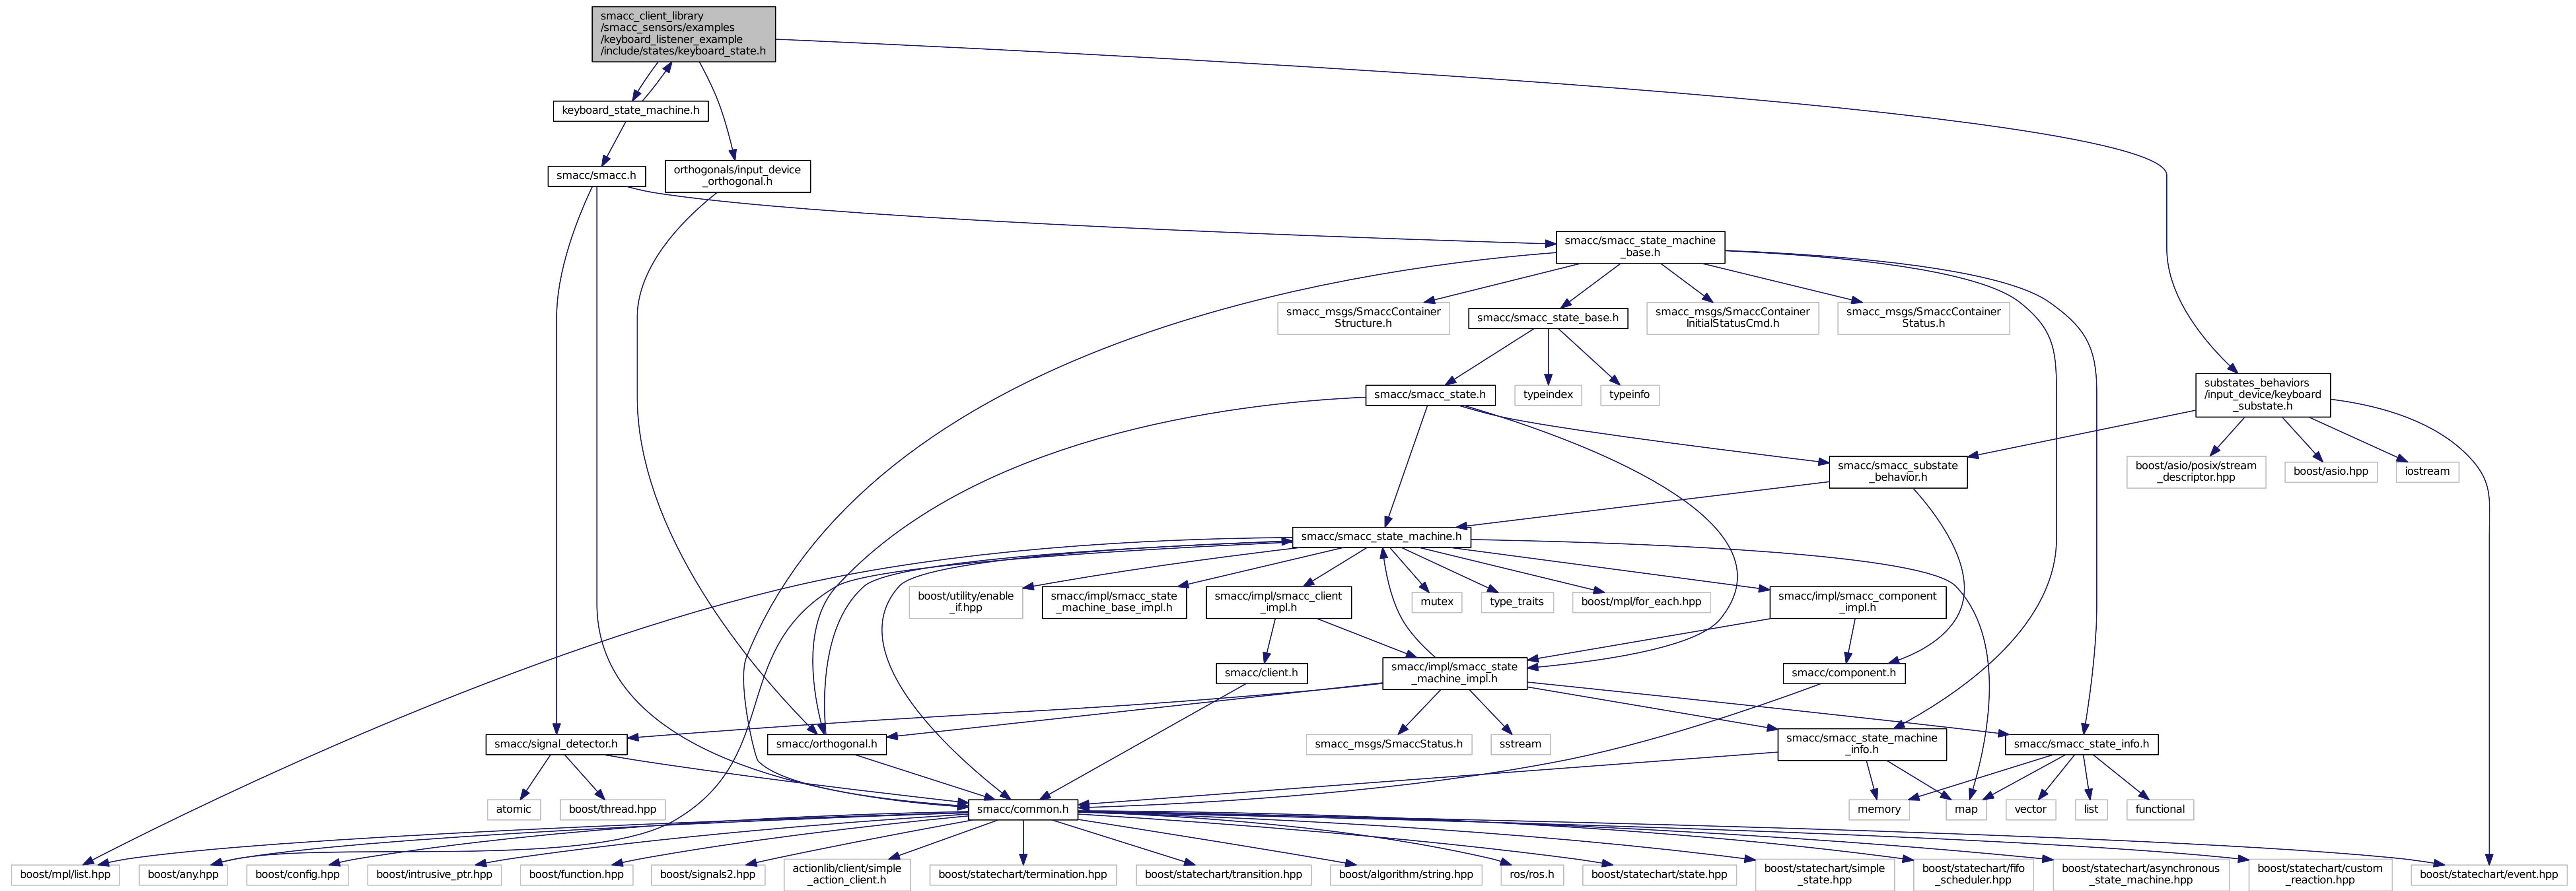 smacc_client_library
/smacc_sensors/examples
/keyboard_listener_example
/include/states/keyboard_state.h
keyboard_state_machine.h
smacc/smacc.h
orthogonals/input_device
_orthogonal.h
smacc/smacc_state_machine
_base.h
smacc_msgs/SmaccContainer
Structure.h
smacc/smacc_state_base.h
smacc_msgs/SmaccContainer
InitialStatusCmd.h
smacc_msgs/SmaccContainer
Status.h
smacc/smacc_state.h
typeindex
typeinfo
substates_behaviors
/input_device/keyboard
_substate.h
smacc/smacc_substate
_behavior.h
boost/asio/posix/stream
_descriptor.hpp
boost/asio.hpp
iostream
smacc/smacc_state_machine.h
boost/utility/enable
_if.hpp
smacc/impl/smacc_state
_machine_base_impl.h
smacc/impl/smacc_client
_impl.h
mutex
type_traits
boost/mpl/for_each.hpp
smacc/impl/smacc_component
_impl.h
smacc/client.h
smacc/impl/smacc_state
_machine_impl.h
smacc/component.h
smacc/signal_detector.h
smacc/orthogonal.h
smacc_msgs/SmaccStatus.h
sstream
smacc/smacc_state_machine
_info.h
smacc/smacc_state_info.h
atomic
boost/thread.hpp
smacc/common.h
memory
map
vector
list
functional
boost/mpl/list.hpp
boost/any.hpp
boost/config.hpp
boost/intrusive_ptr.hpp
boost/function.hpp
boost/signals2.hpp
actionlib/client/simple
_action_client.h
boost/statechart/termination.hpp
boost/statechart/transition.hpp
boost/algorithm/string.hpp
ros/ros.h
boost/statechart/state.hpp
boost/statechart/simple
_state.hpp
boost/statechart/fifo
_scheduler.hpp
boost/statechart/asynchronous
_state_machine.hpp
boost/statechart/custom
_reaction.hpp
boost/statechart/event.hpp